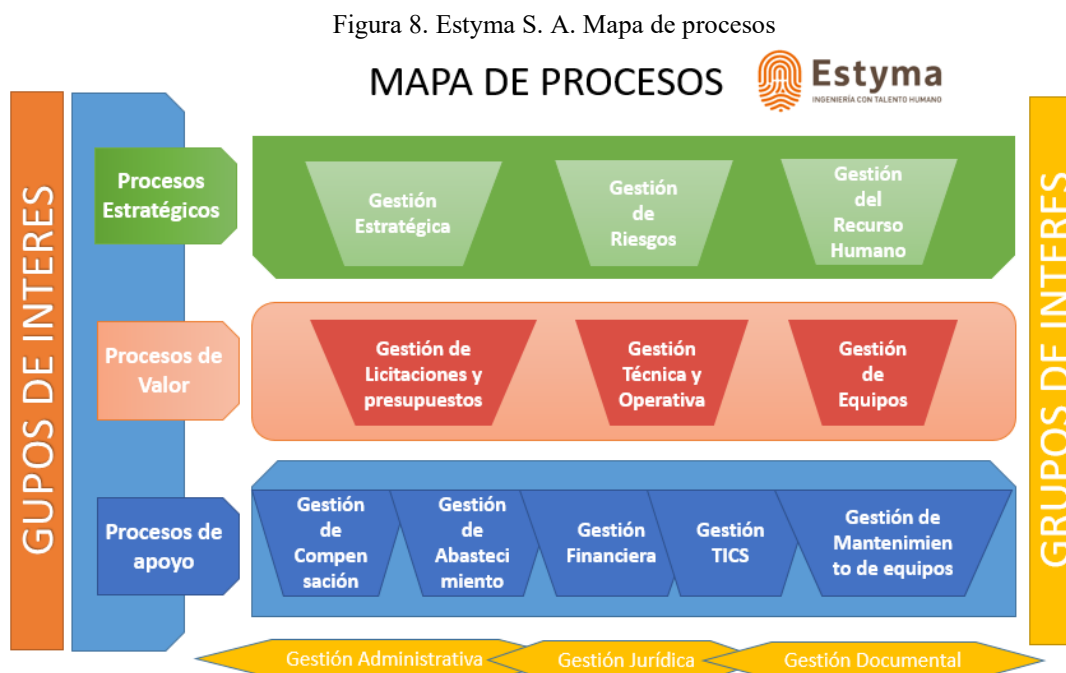 Figura 8. Estyma S. A. Mapa de procesos
MAPA DE PROCESOS
Estyma
INGENIERÍA CON TALENTO HUMANO
GUPOS DE INTERES
Procesos
Estratégicos
Gestión
Estratégica
Gestión
de
Riesgos
Gestión
del
Recurso
Humano
Procesos de
Valor
Gestión de
Licitaciones y
presupuestos
Gestión
Técnica y
Operativa
Gestión
de
Equipos
Procesos de
apoyo
Gestión
de
Compen
sación
Gestión
de
Abasteci
miento
Gestión
Financiera
Gestión
TICS
Gestión de
Mantenimien
to de equipos
Gestión Administrativa
Gestión Jurídica
Gestión Documental
GRUPOS DE INTERES